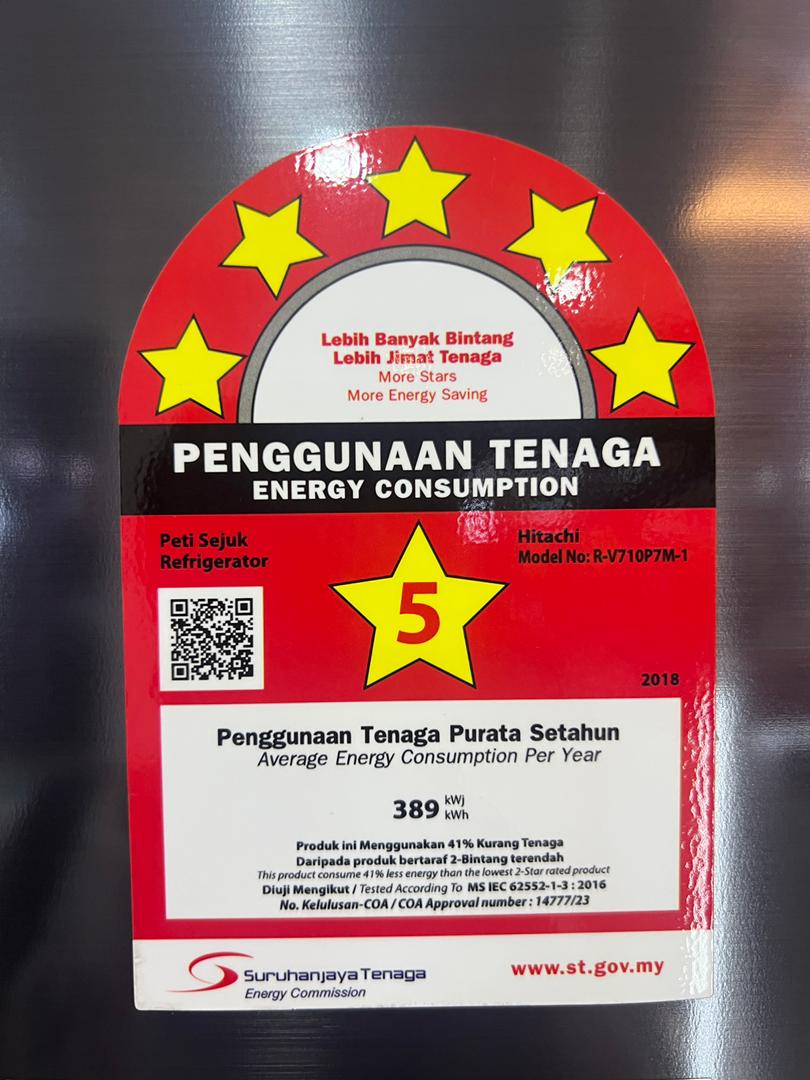 Lebih Banyak Bintang
Lebih Jimat Tenaga
More Stars
More Energy Saving
PENGGUNAAN TENAGA
ENERGY CONSUMPTION
Peti Sejuk
Refrigerator
Hitachi
Model No: R-V710P7M-1
5
2018
Penggunaan Tenaga Purata Setahun
Average Energy Consumption Per Year
389 kWj
kWh
Produk ini Menggunakan 41% Kurang Tenaga
Daripada produk bertaraf 2-Bintang terendah
This product consume 41% less energy than the lowest 2-Star rated product
Diuji Mengikut / Tested According To MS IEC 62552-1-3 : 2016
No. Kelulusan-COA / COA Approval number : 14777/23
Suruhanjaya Tenaga
Energy Commission
www.st.gov.my